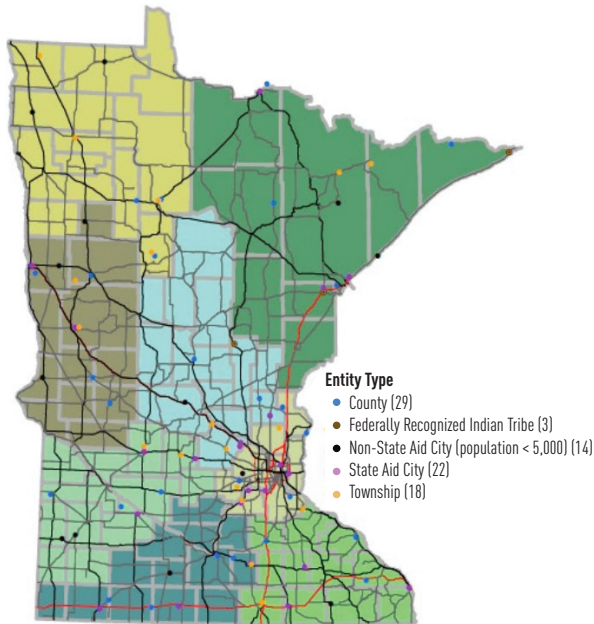 Entity Type
County (29)
Federally Recognized Indian Tribe (3)
Non-State Aid City (population < 5,000) (14)
State Aid City (22)
Township (18)